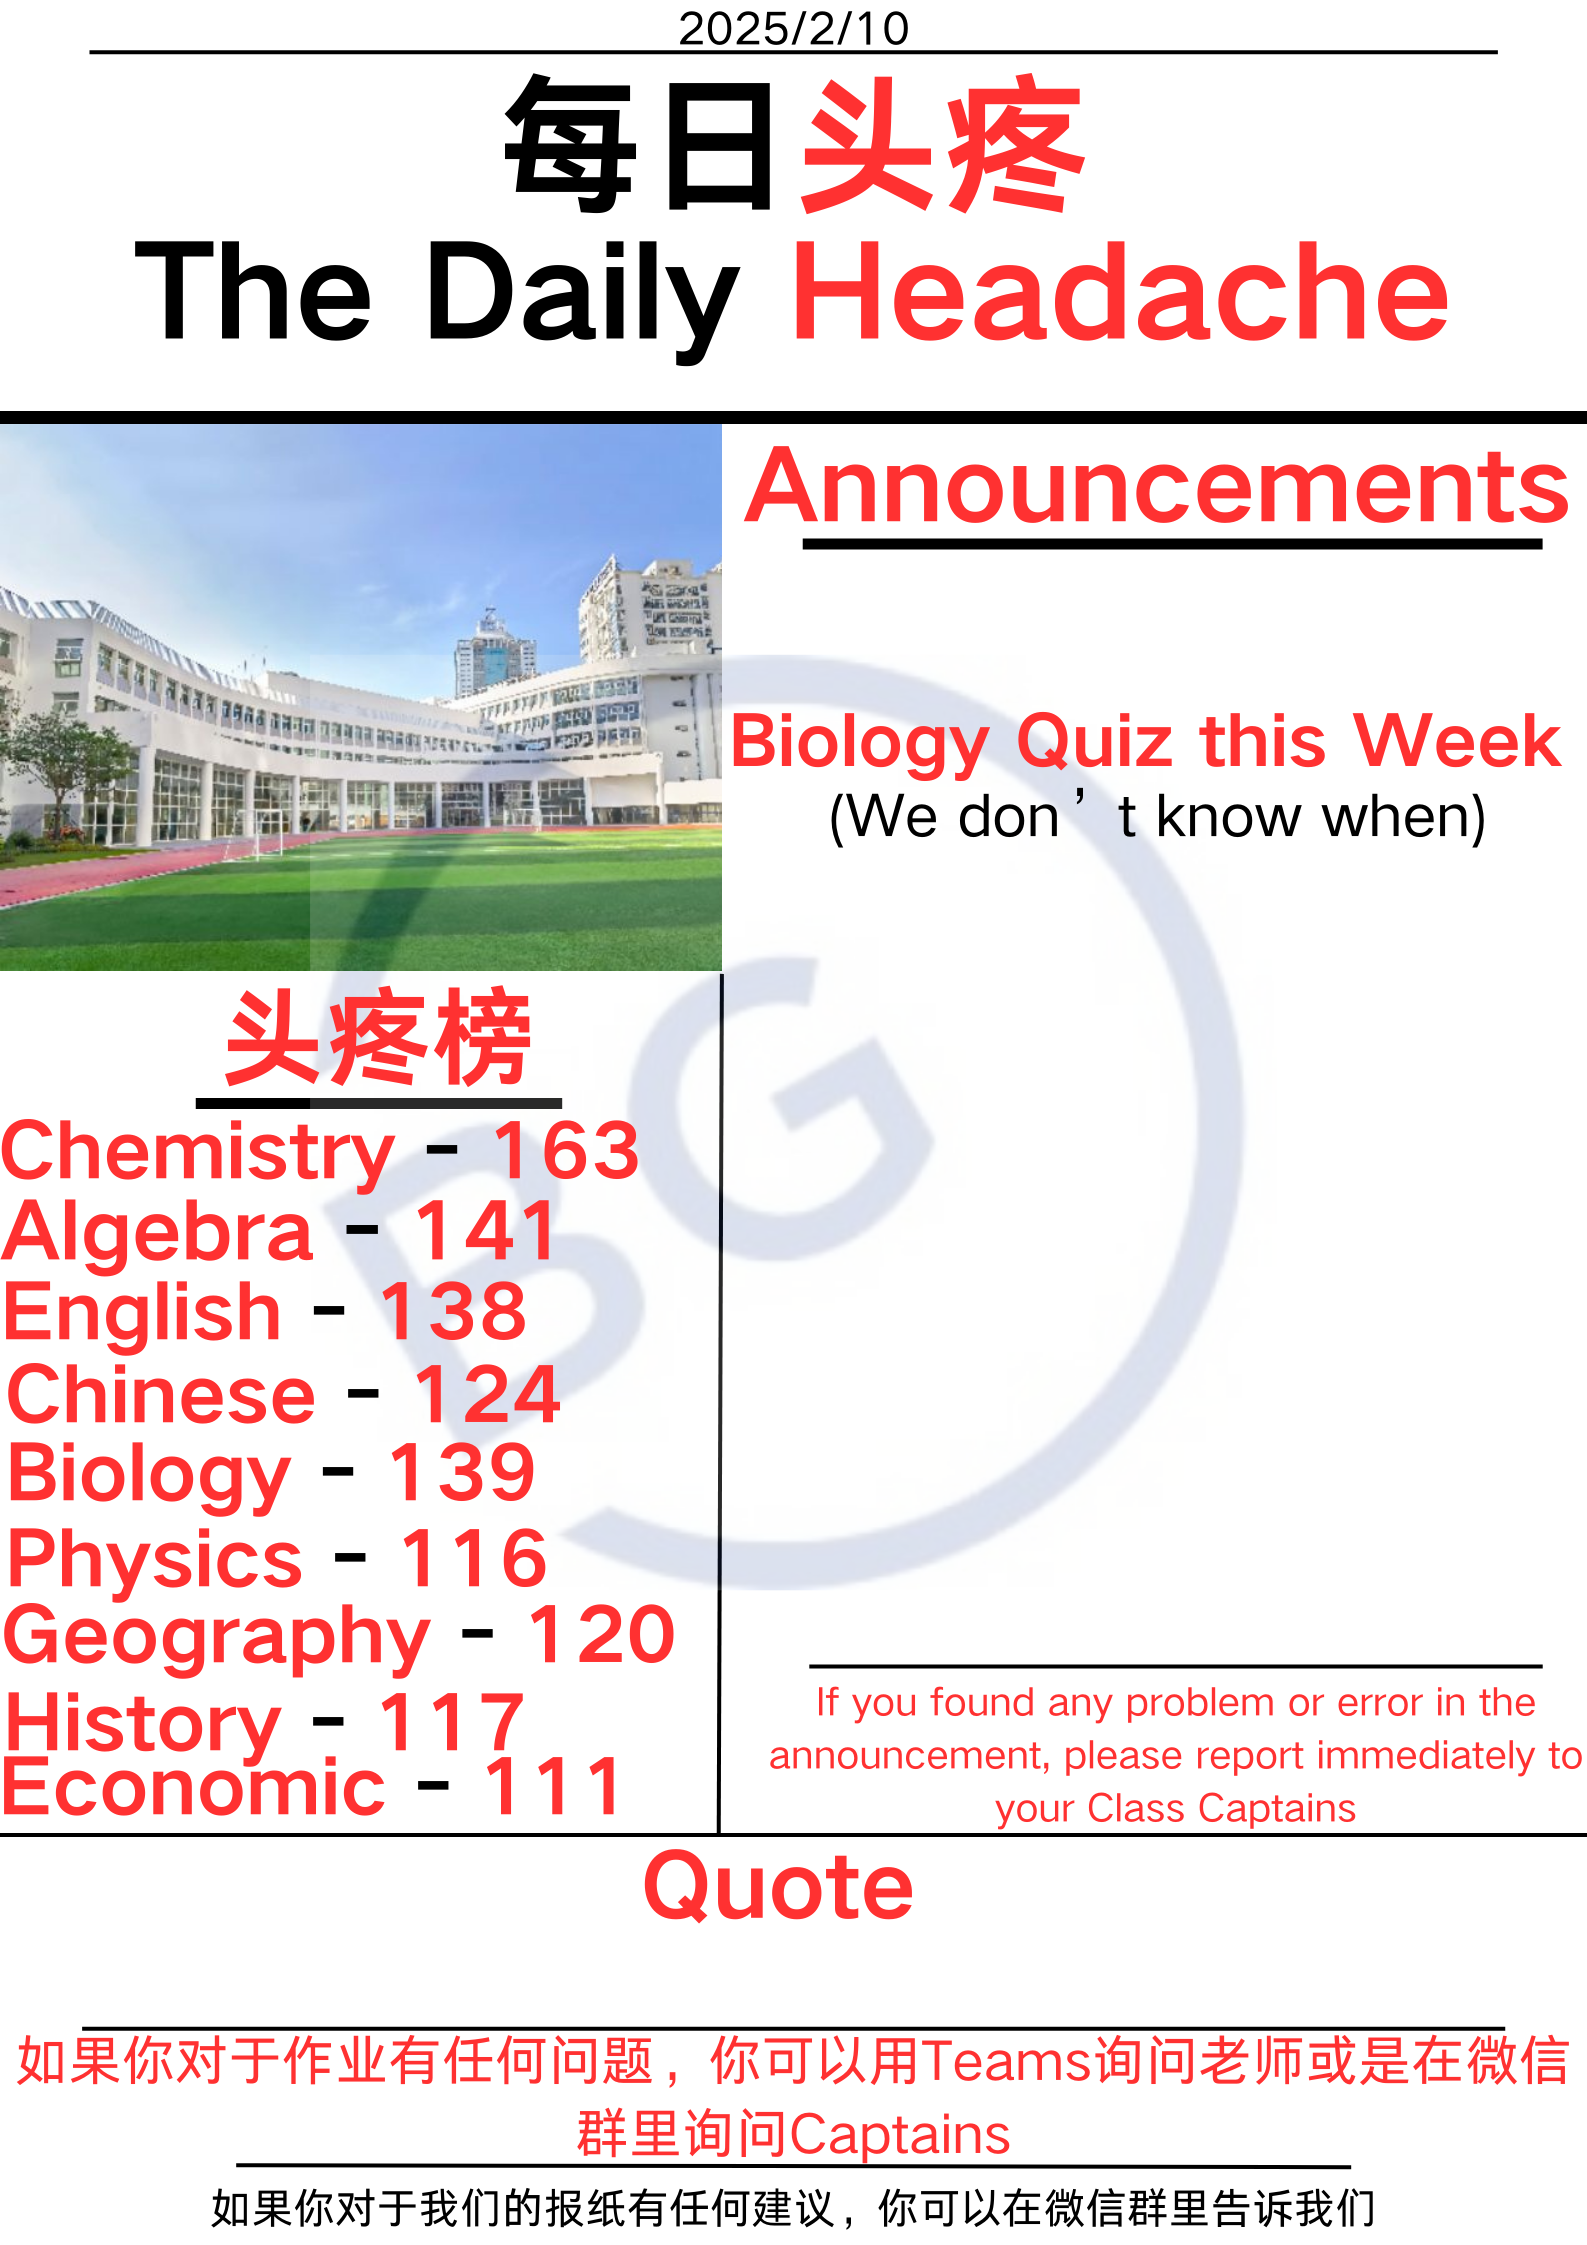 2025/2/10
每日头疼
The Daily Headache
Announcements
Biology Quiz this Week
(We don’t know when)
头疼榜
Chemistry - 163
Algebra - 141
English - 138
Chinese - 124
Biology - 139
Physics - 116
Geography - 120
History - 117
Economic - 111
BG
If you found any problem or error in the
announcement, please report immediately to
your Class Captains
Quote
如果你对于作业有任何问题，你可以用Teams询问老师或是在微信
群里询问Captains
如果你对于我们的报纸有任何建议，你可以在微信群里告诉我们